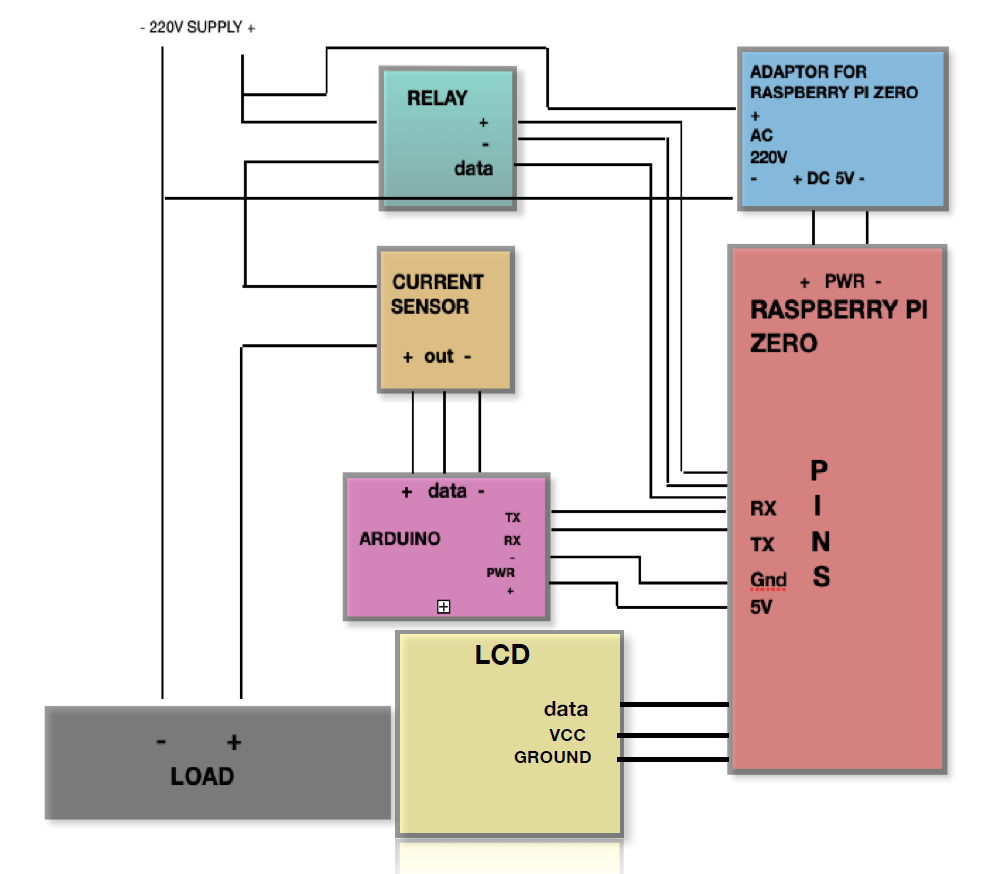 - 220V SUPPLY +
RELAY
+
-
data
ADAPTOR FOR
RASPBERRY PI ZERO
+
AC
220V
- + DC 5V -
CURRENT
SENSOR
+ out -
+ PWR -
RASPBERRY PI
ZERO
P
I
N
S
RX
TX
Gnd
5V
+ data -
ARDUINO
TX
RX
-
PWR
+
LCD
data
VCC
GROUND
- +
LOAD